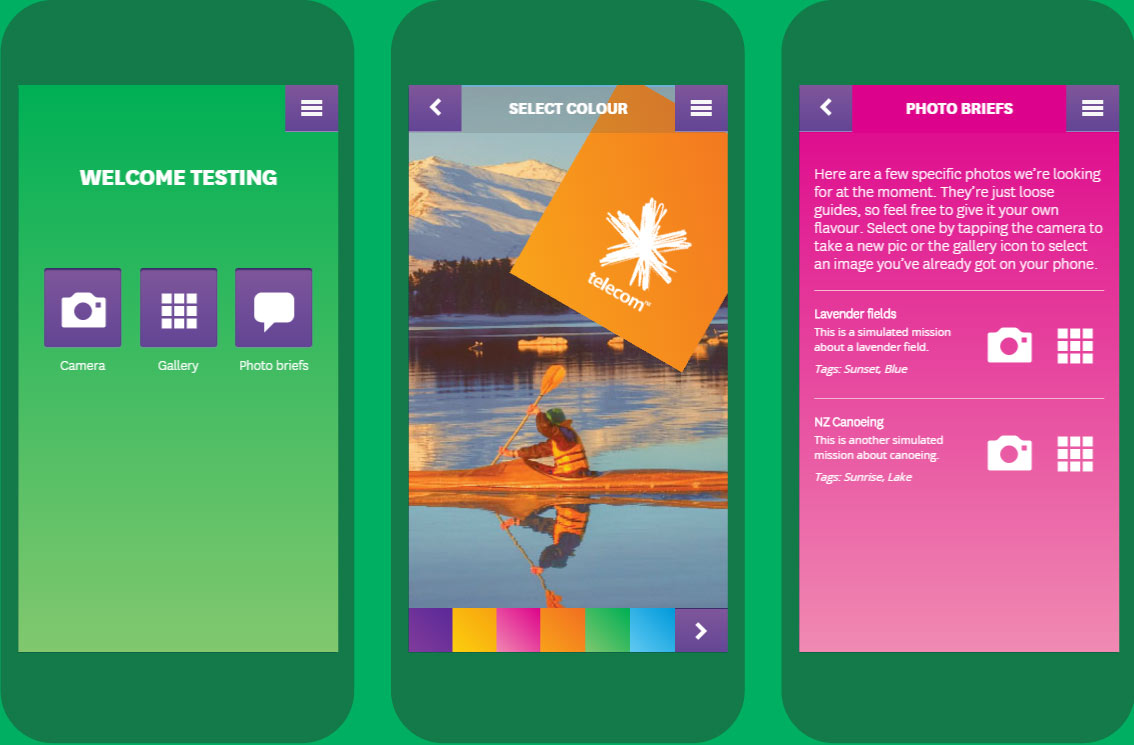 WELCOME TESTING
Camera
Gallery
Photo briefs
SELECT COLOUR
telecom™
PHOTO BRIEFS
Here are a few specific photos we're looking
for at the moment. They're just loose
guides, so feel free to give it your own
flavour. Select one by tapping the camera to
take a new pic or the gallery icon to select
an image you've already got on your phone.
Lavender fields
This is a simulated mission
about a lavender field.
Tags: Sunset, Blue
NZ Canoeing
This is another simulated
mission about canoeing.
Tags: Sunrise, Lake